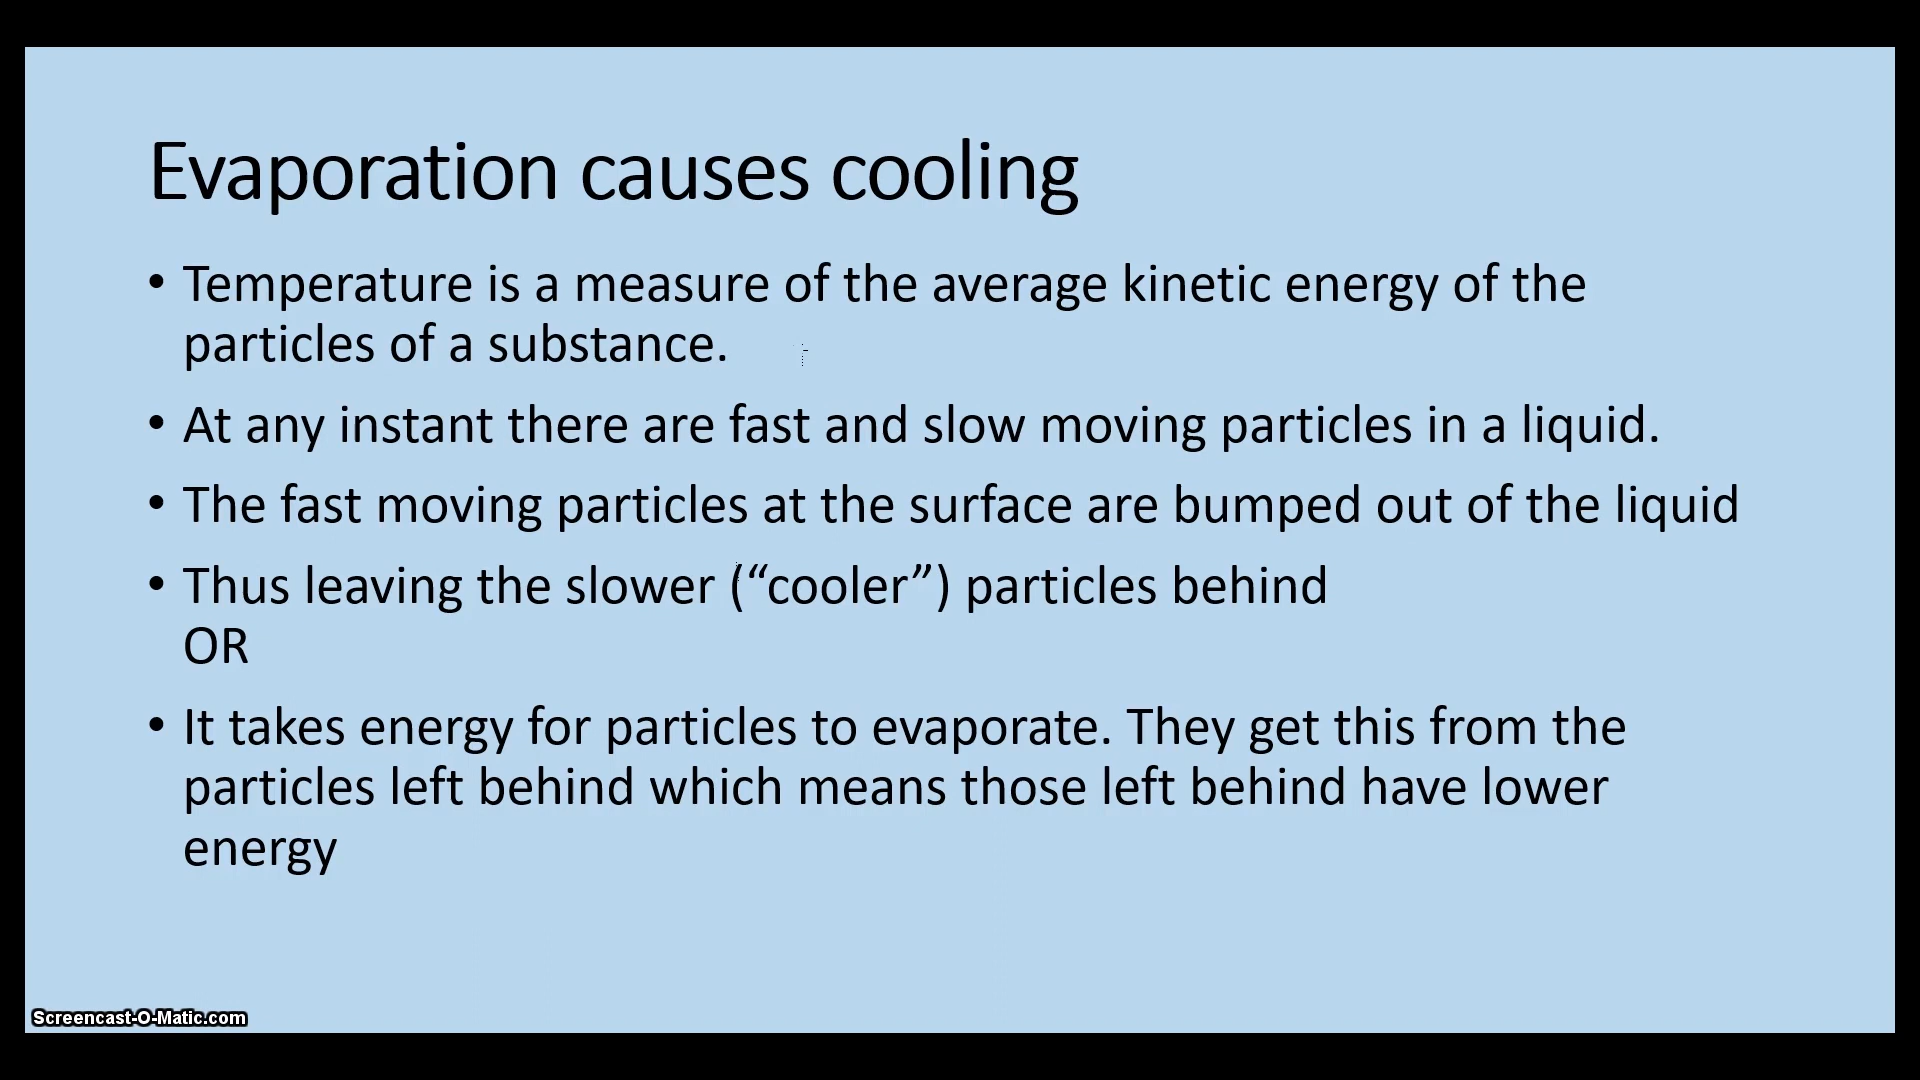 Evaporation causes cooling
• Temperature is a measure of the average kinetic energy of the
particles of a substance.
• At any instant there are fast and slow moving particles in a liquid.
• The fast moving particles at the surface are bumped out of the liquid
• Thus leaving the slower (“cooler”) particles behind
OR
• It takes energy for particles to evaporate. They get this from the
particles left behind which means those left behind have lower
energy
Screencast-O-Matic.com